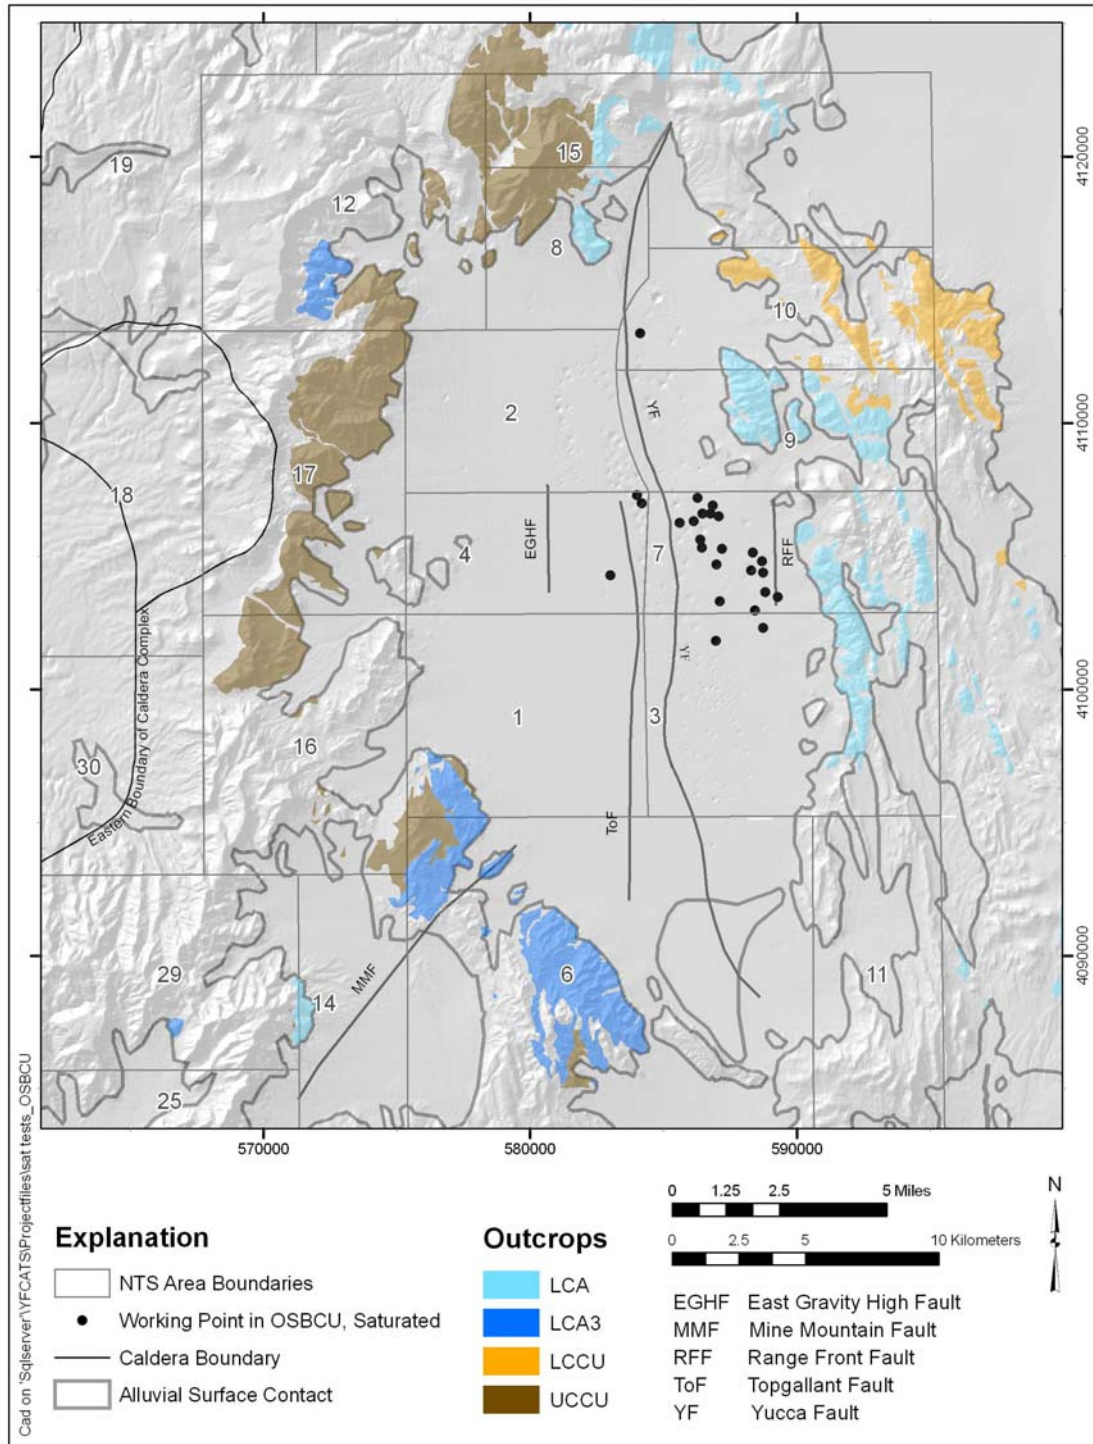 15
19
12
8
10
2
YF
9
17
18
4
EGHF
7
RFF
YF
1
3
16
30
Eastern Boundary of Caldera Complex
ToF
6
29
14
MMF
11
25
4120000
4110000
4100000
4090000
570000
580000
590000
Cad on 'Sqlserver'\YFCATS\Projectfiles\sat tests_OSBCU
Explanation
NTS Area Boundaries
Working Point in OSBCU, Saturated
Caldera Boundary
Alluvial Surface Contact
Outcrops
LCA
LCA3
LCCU
UCCU
0 1.25 2.5 5 Miles
0 2.5 5 10 Kilometers
N
EGHF East Gravity High Fault
MMF Mine Mountain Fault
RFF Range Front Fault
ToF Topgallant Fault
YF Yucca Fault